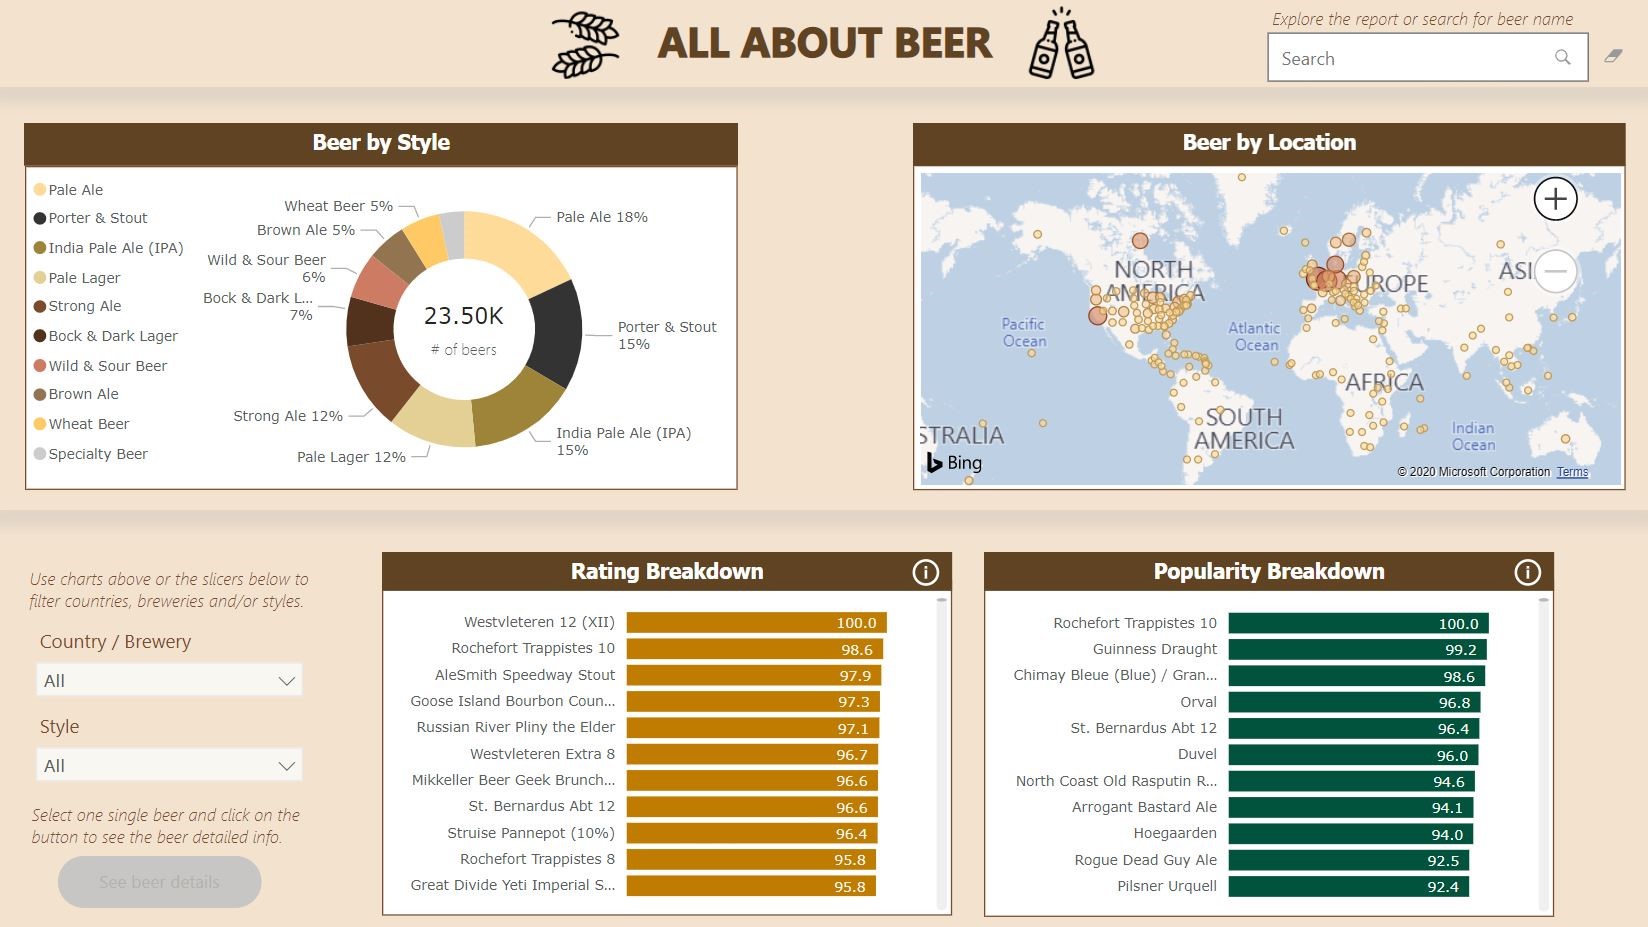 ALL ABOUT BEER
Explore the report or search for beer name
Search
Beer by Style
Pale Ale
Porter & Stout
India Pale Ale (IPA)
Pale Lager
Strong Ale
Bock & Dark Lager
Wild & Sour Beer
Brown Ale
Wheat Beer
Specialty Beer
Wheat Beer 5%
Brown Ale 5%
Wild & Sour Beer
6%
Bock & Dark L...
7%
Strong Ale 12%
Pale Lager 12%
Pale Ale 18%
Porter & Stout
15%
India Pale Ale (IPA)
15%
23.50K
# of beers
Beer by Location
NORTH
AMERICA
EUROPE
ASI
Pacific
Ocean
Atlantic
Ocean
AFRICA
SOUTH
AMERICA
STRALIA
Indian
Ocean
Bing
© 2020 Microsoft Corporation Terms
Use charts above or the slicers below to
filter countries, breweries and/or styles.
Country / Brewery
All
Style
All
Select one single beer and click on the
button to see the beer detailed info.
See beer details
Rating Breakdown
Westvleteren 12 (XII) 100.0
Rochefort Trappistes 10 98.6
AleSmith Speedway Stout 97.9
Goose Island Bourbon Coun... 97.3
Russian River Pliny the Elder 97.1
Westvleteren Extra 8 96.7
Mikkeller Beer Geek Brunch... 96.6
St. Bernardus Abt 12 96.6
Struise Pannepot (10%) 96.4
Rochefort Trappistes 8 95.8
Great Divide Yeti Imperial S... 95.8
Popularity Breakdown
Rochefort Trappistes 10 100.0
Guinness Draught 99.2
Chimay Bleue (Blue) / Gran... 98.6
Orval 96.8
St. Bernardus Abt 12 96.4
Duvel 96.0
North Coast Old Rasputin R... 94.6
Arrogant Bastard Ale 94.1
Hoegaarden 94.0
Rogue Dead Guy Ale 92.5
Pilsner Urquell 92.4